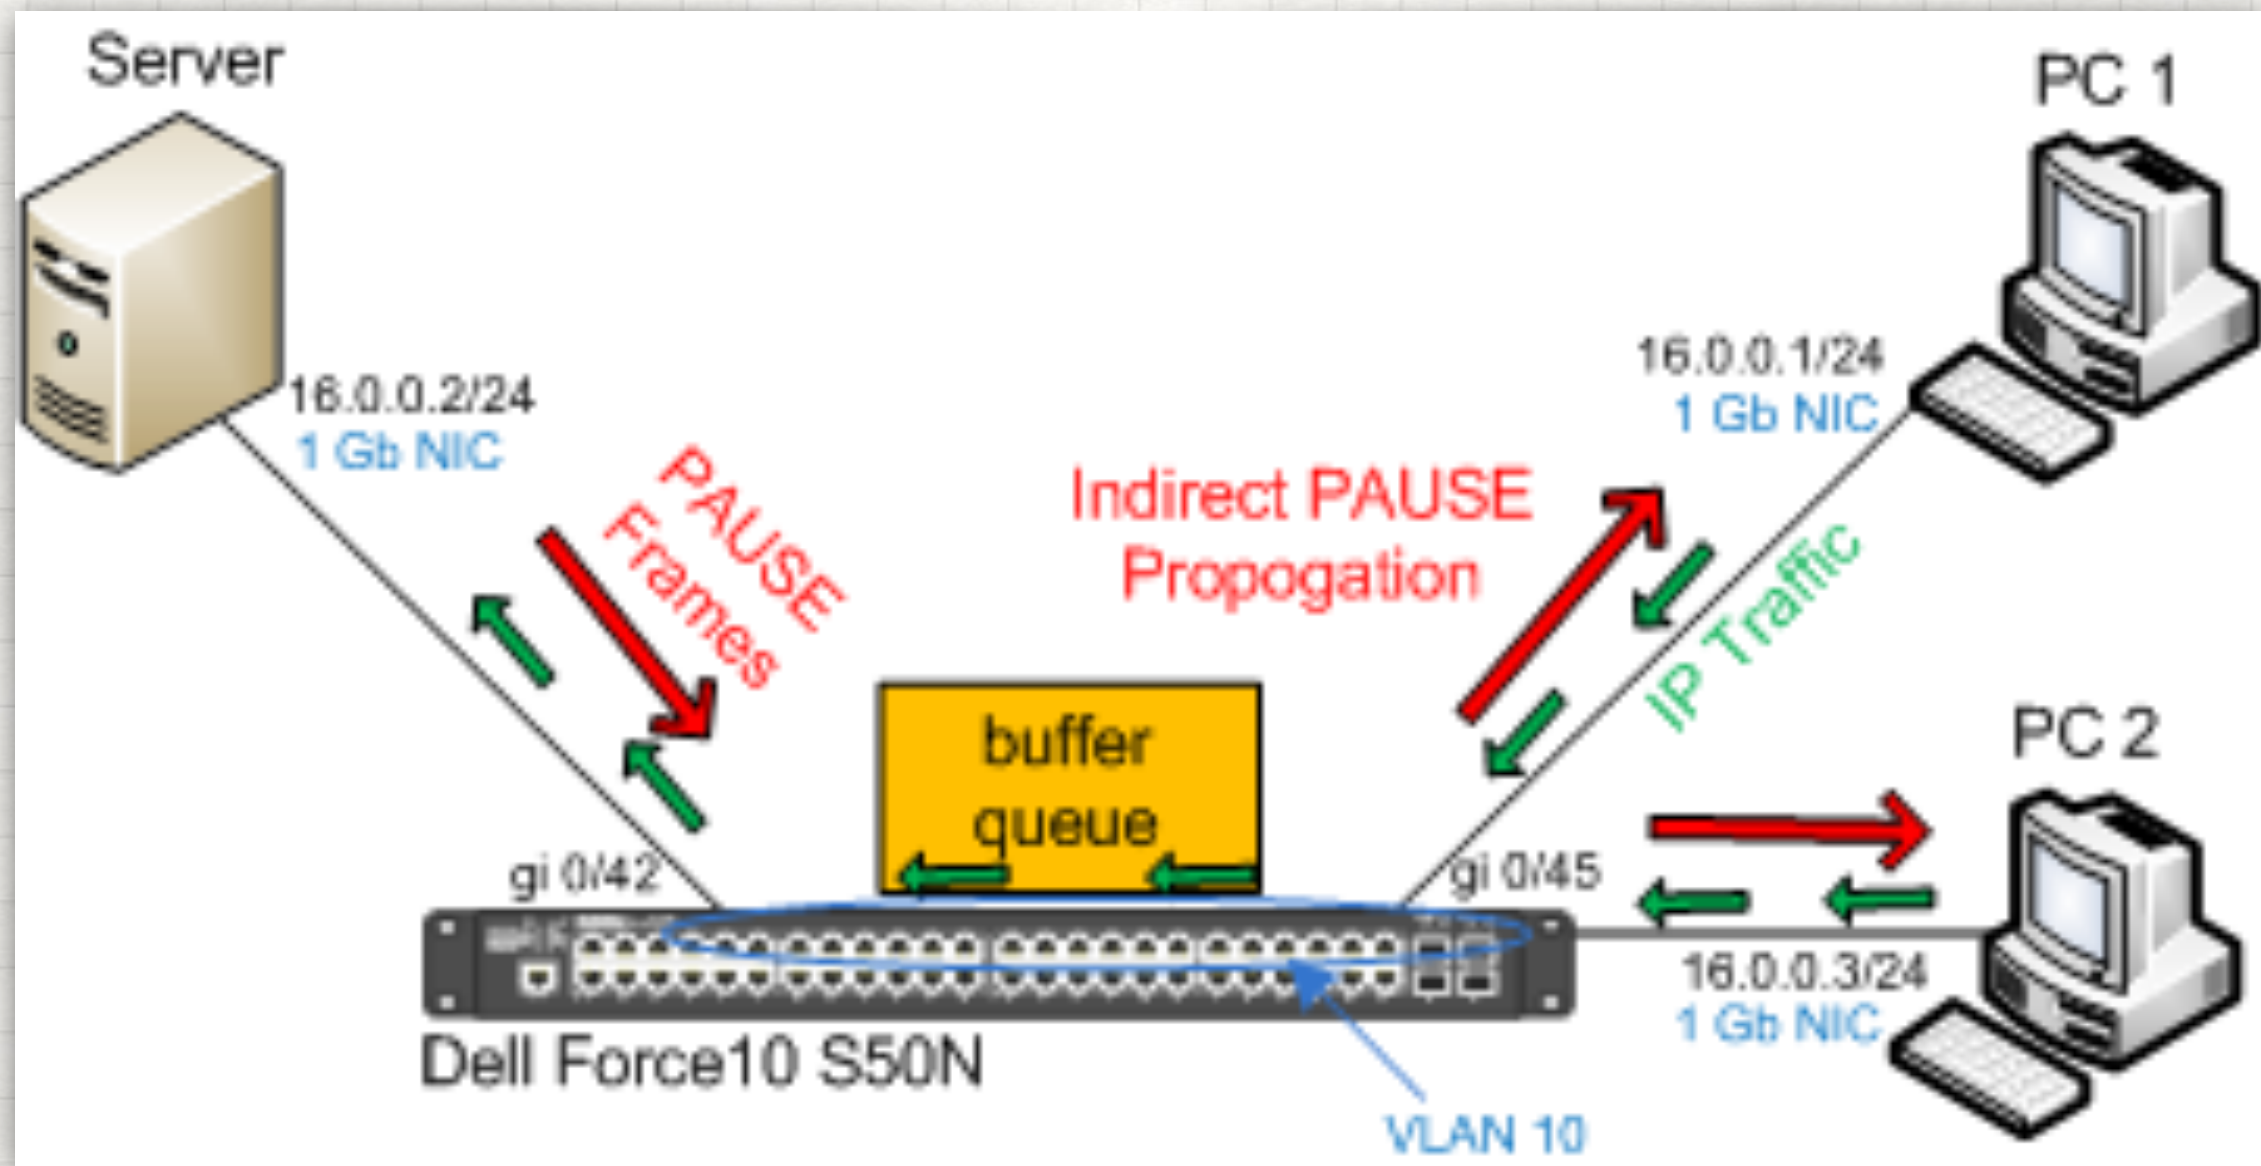 Server
PC 1
16.0.0.2/24
1 Gb NIC
16.0.0.1/24
1 Gb NIC
PAUSE
Frames
Indirect PAUSE
Propogation
IP Traffic
buffer
queue
PC 2
gi 0/42
gi 0/45
16.0.0.3/24
1 Gb NIC
Dell Force10 S50N
VLAN 10